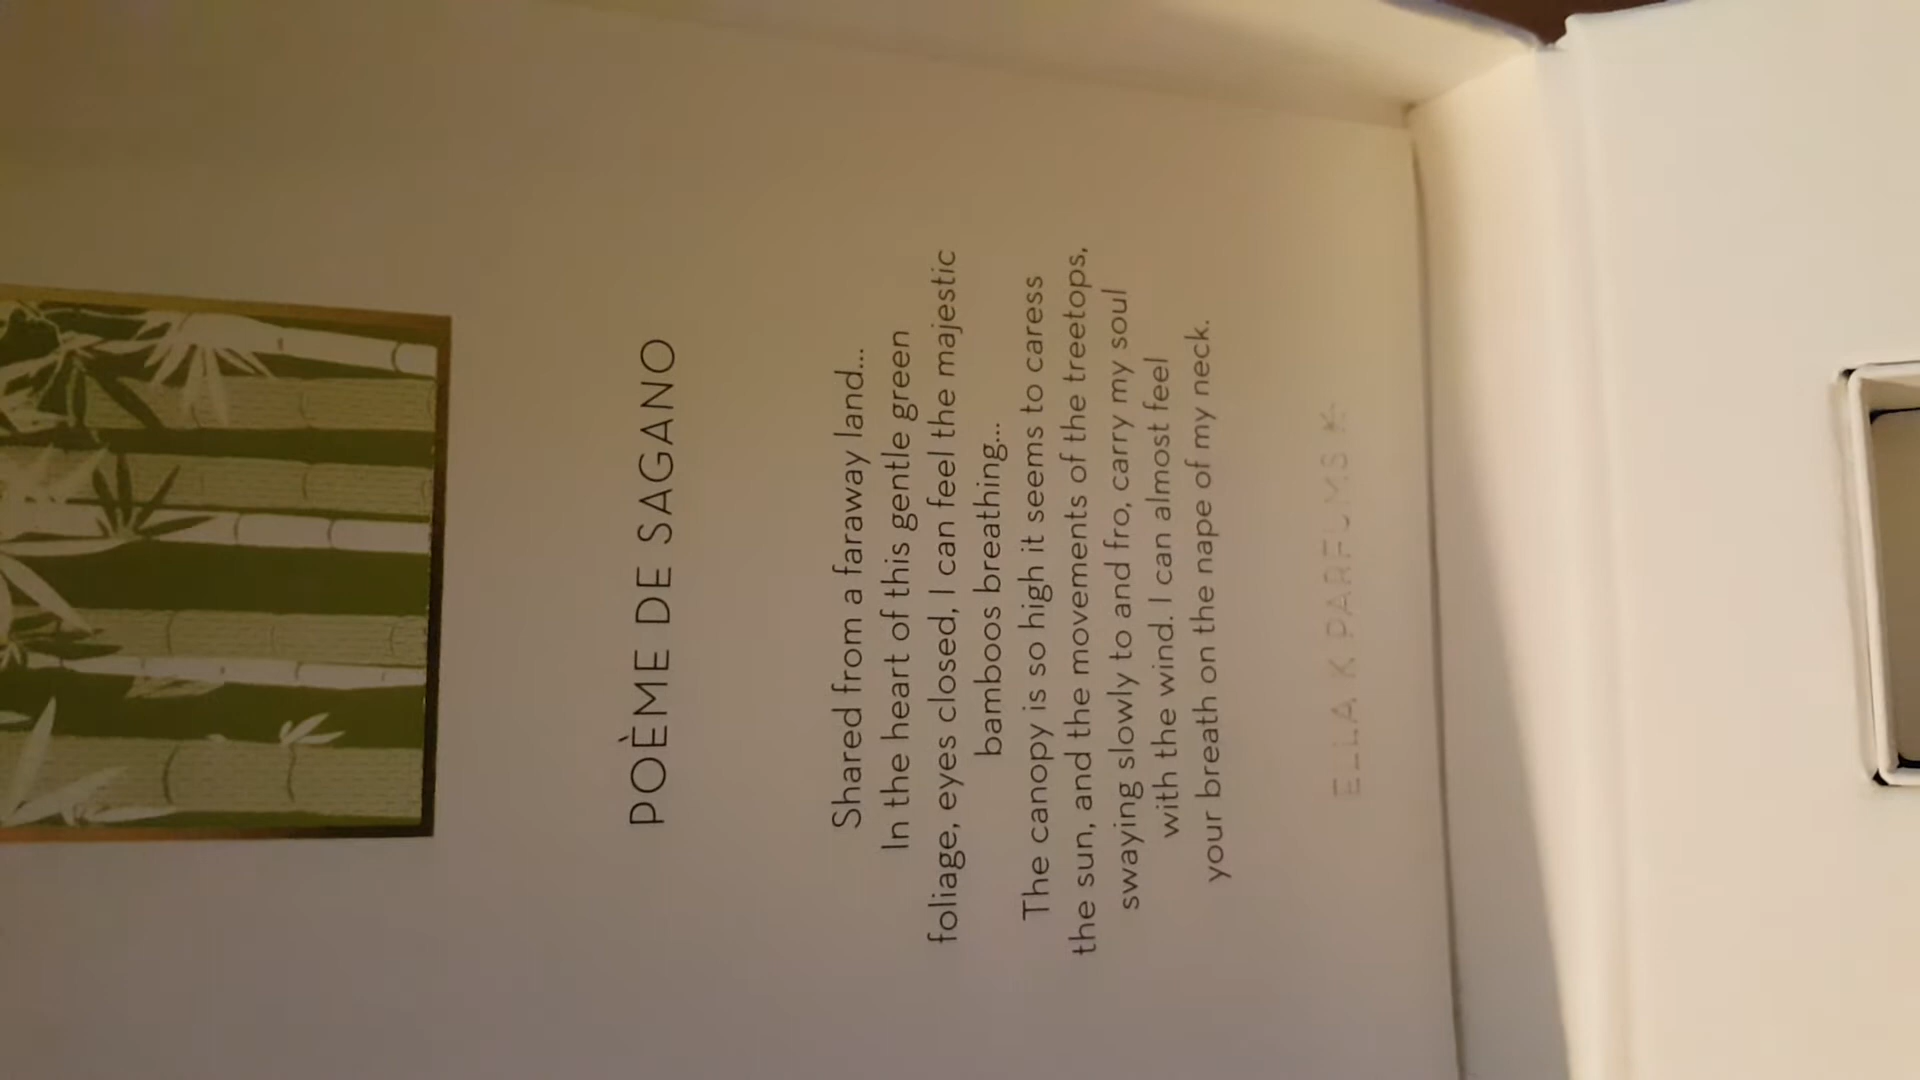 POÈME DE SAGANO
Shared from a faraway land...
In the heart of this gentle green
foliage, eyes closed, I can feel the majestic
bamboos breathing...
The canopy is so high it seems to caress
the sun, and the movements of the treetops,
swaying slowly to and fro, carry my soul
with the wind. I can almost feel
your breath on the nape of my neck.
ELLA K PARFUMS K